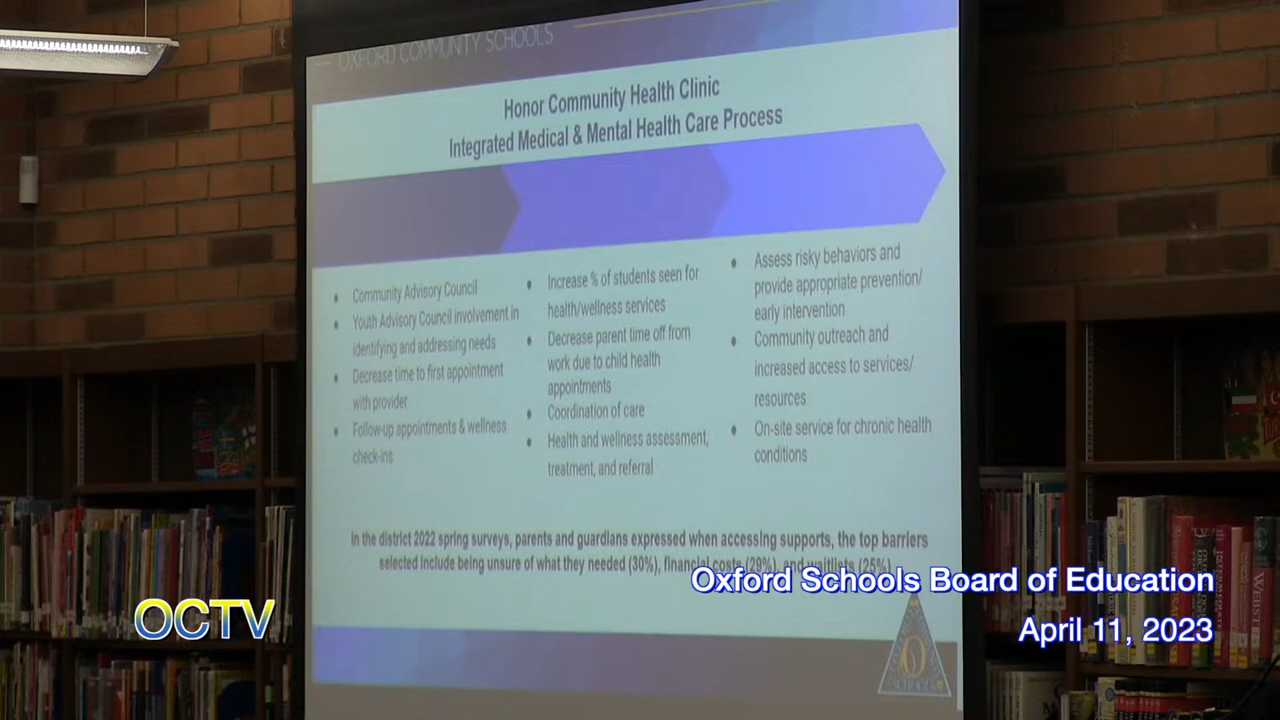 OXFORD COMMUNITY SCHOOLS
Honor Community Health Clinic
Integrated Medical & Mental Health Care Process
• Community Advisory Council
• Youth Advisory Council involvement in
identifying and addressing needs
• Decrease time to first appointment
with provider
• Follow-up appointments & wellness
check-ins
• Increase % of students seen for
health/wellness services
• Decrease parent time off from
work due to child health
appointments
• Coordination of care
• Health and wellness assessment,
treatment, and referral
• Assess risky behaviors and
provide appropriate prevention/
early intervention
• Community outreach and
increased access to services/
resources
• On-site service for chronic health
conditions
In the district 2022 spring surveys, parents and guardians expressed when accessing supports, the top barriers
selected include being unsure of what they needed (30%), financial costs (29%), and waitlists (25%).
Oxford Schools Board of Education
April 11, 2023
OCTV
SCHOOLS
WEBST